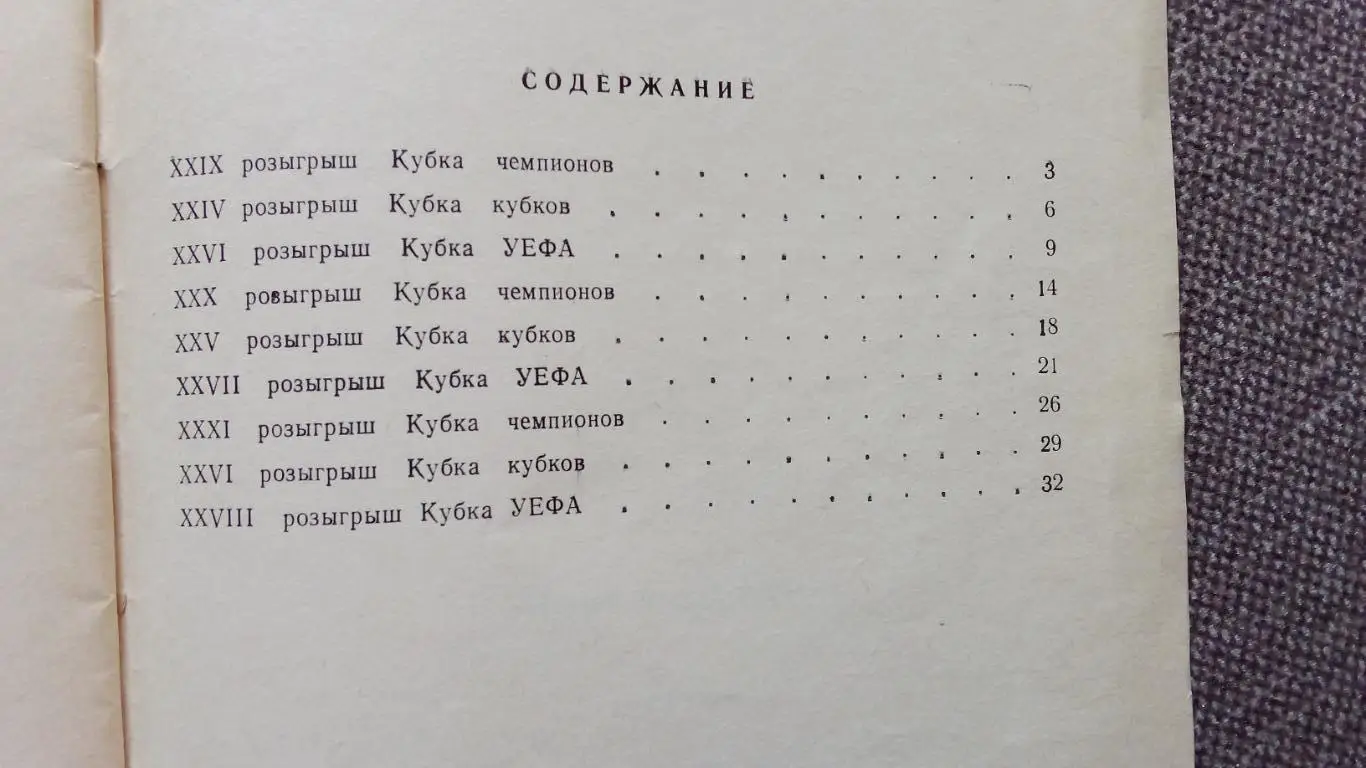 СОДЕРЖАНИЕ
XXIX розыгрыш Кубка чемпионов . . . . . . . . . . 3
XXIV розыгрыш Кубка кубков . . . . . . . . . . . 6
XXVI розыгрыш Кубка УЕФА . . . . . . . . . . . 9
XXX ровыгрыш Кубка чемпионов . . . . . . . . . . 14
XXV розыгрыш Кубка кубков . . . . . . . . . . . 18
XXVII розыгрыш Кубка УЕФА . . . . . . . . . . . 21
XXXI розыгрыш Кубка чемпионов . . . . . . . . . . 26
XXVI розыгрыш Кубка кубков . . . . . . . . . . . 29
XXVIII розыгрыш Кубка УЕФА . . . . . . . . . . . 32